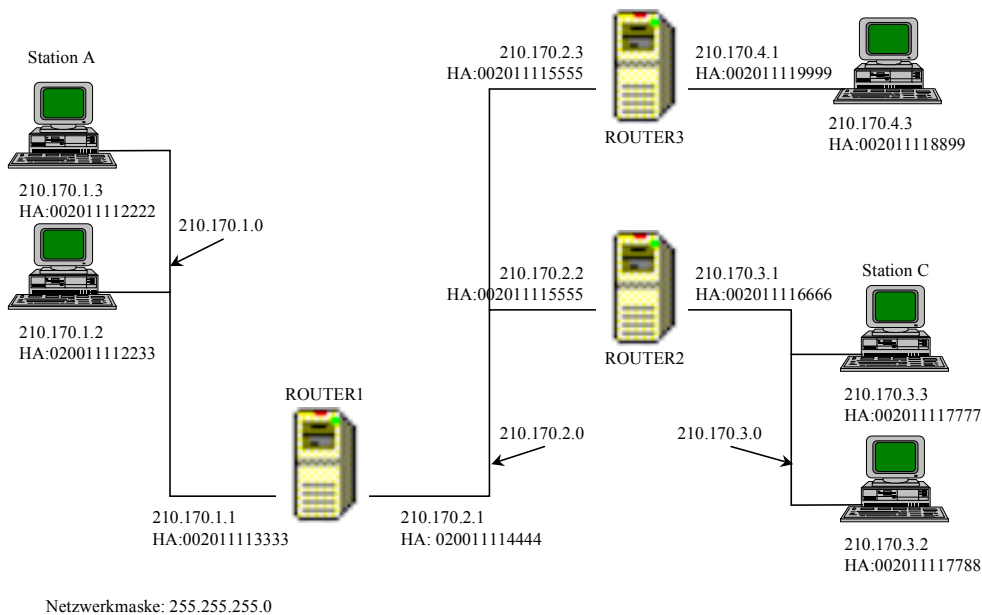 Station A
210.170.1.3
HA:002011112222
210.170.1.0
210.170.1.2
HA:020011112233
ROUTER1
210.170.1.1
HA:002011113333
210.170.2.1
HA: 020011114444
210.170.2.3
HA:002011115555
ROUTER3
210.170.4.1
HA:002011119999
210.170.4.3
HA:002011118899
210.170.2.2
HA:002011115555
ROUTER2
210.170.3.1
HA:002011116666
Station C
210.170.3.3
HA:002011117777
210.170.2.0
210.170.3.0
210.170.3.2
HA:002011117788
Netzwerkmaske: 255.255.255.0